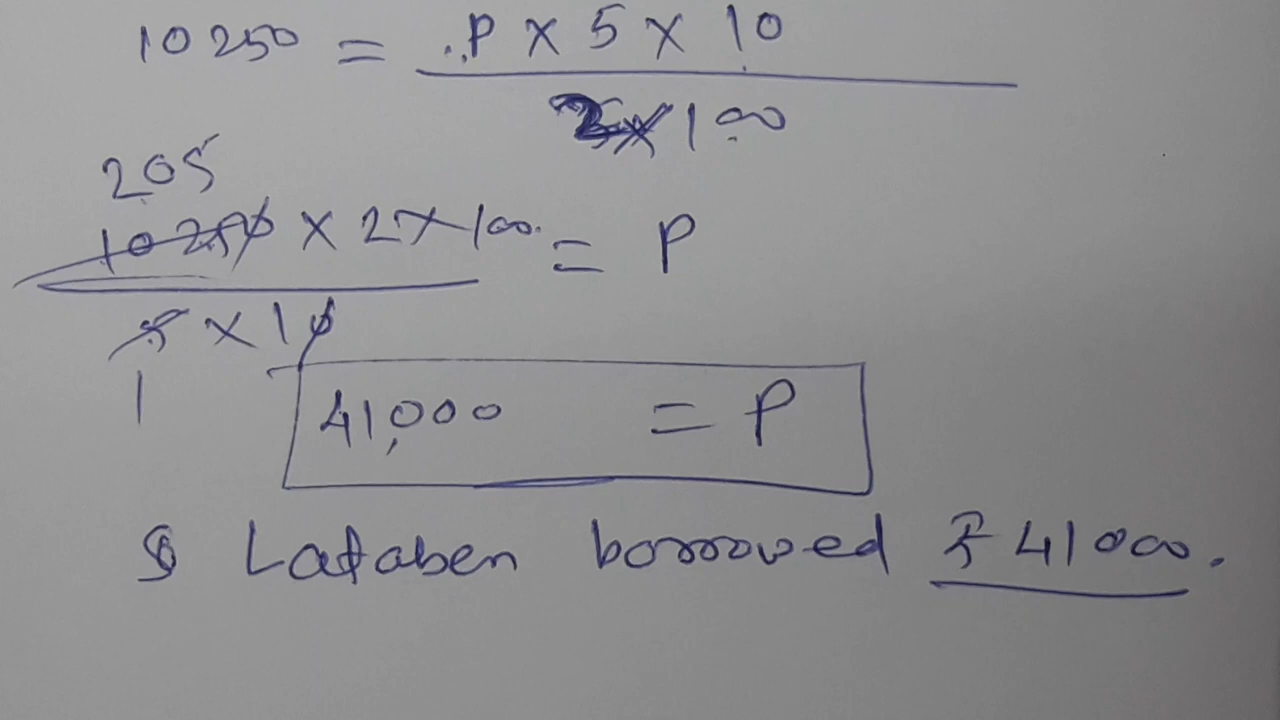 10250 = P X 5 X 10
2 X 100
205
10250 X 2 X 100 = P
5 X 10
1
41,000 = P
Lataben borrowed ₹ 41000.